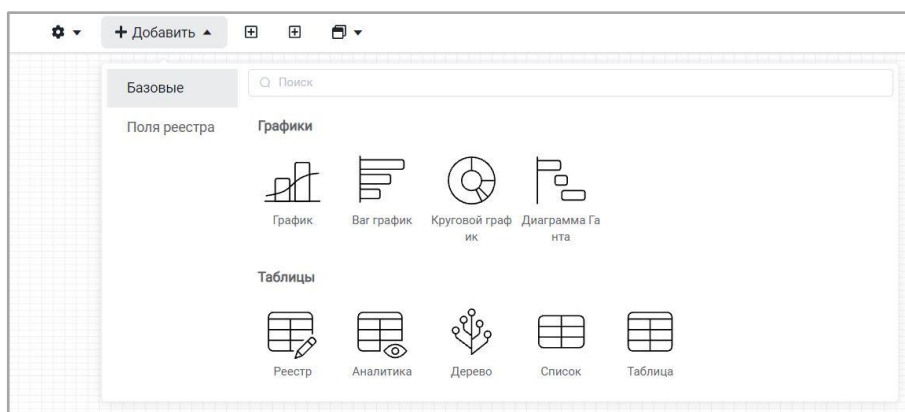 Добавить
Базовые
Поиск
Поля реестра
Графики
График
Bar график
Круговой граф
ик
Диаграмма Га
нта
Таблицы
Реестр
Аналитика
Дерево
Список
Таблица